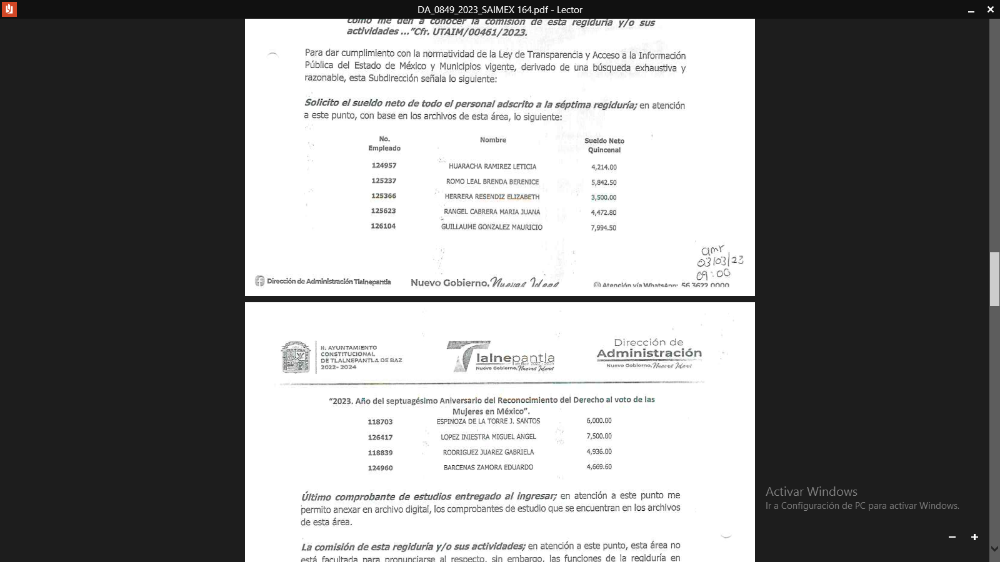 DA_0849_2023_SAIMEX 164.pdf - Lector
como me den a conocer la comisión de esta regiduría y/o sus
actividades ..."Cfr. UTAIM/00461/2023.
Para dar cumplimiento con la normatividad de la Ley de Transparencia y Acceso a la Información
Pública del Estado de México y Municipios vigente, derivado de una búsqueda exhaustiva y
razonable, esta Subdirección señala lo siguiente:
Solicito el sueldo neto de todo el personal adscrito a la séptima regiduría; en atención
a este punto, con base en los archivos de esta área, lo siguiente:
No. Empleado Nombre Sueldo Neto Quincenal
124957 HUARACHA RAMIREZ LETICIA 4,214.00
125237 ROMO LEAL BRENDA BERENICE 5,842.50
125366 HERRERA RESENDIZ ELIZABETH 3,500.00
125623 RANGEL CABRERA MARIA JUANA 4,472.80
126104 GUILLAUME GONZALEZ MAURICIO 7,994.50
03/03/23
09:00
Dirección de Administración Tlalnepantla Nuevo Gobierno, Nuevas Ideas Atención vía WhatsApp: 56 3622 0000
H. AYUNTAMIENTO
CONSTITUCIONAL
DE TLALNEPANTLA DE BAZ
2022- 2024
Tlalnepantla
de Baz 2022 - 2024
Nuevo Gobierno, Nuevas Ideas
Dirección de
Administración
Nuevo Gobierno, Nuevas Ideas
"2023. Año del septuagésimo Aniversario del Reconocimiento del Derecho al voto de las
Mujeres en México".
118703 ESPINOZA DE LA TORRE J. SANTOS 6,000.00
126417 LOPEZ INIESTRA MIGUEL ANGEL 7,500.00
118839 RODRIGUEZ JUAREZ GABRIELA 4,936.00
124960 BARCENAS ZAMORA EDUARDO 4,669.60
Último comprobante de estudios entregado al ingresar; en atención a este punto me
permito anexar en archivo digital, los comprobantes de estudio que se encuentran en los archivos
de esta área.
La comisión de esta regiduría y/o sus actividades; en atención a este punto, esta área no
está facultada para pronunciarse al respecto, sin embargo, las funciones de la regiduría en
Activar Windows
Ir a Configuración de PC para activar Windows.